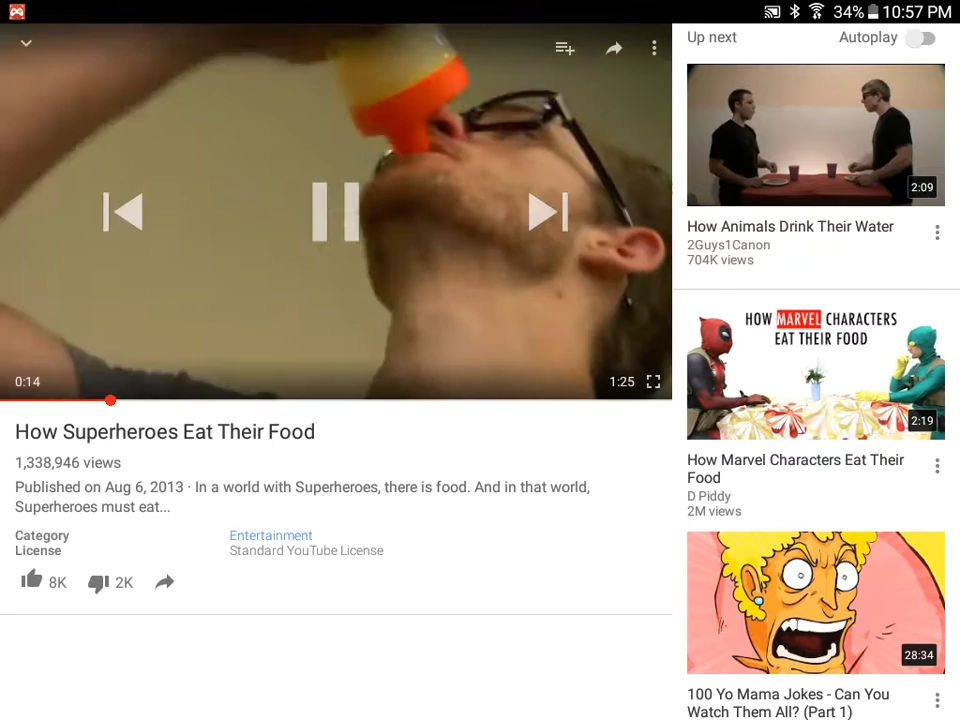 34% 10:57 PM
0:14
1:25
How Superheroes Eat Their Food
1,338,946 views
Published on Aug 6, 2013 · In a world with Superheroes, there is food. And in that world,
Superheroes must eat...
Category Entertainment
License Standard YouTube License
8K 2K
Up next Autoplay
2:09
How Animals Drink Their Water
2Guys1Canon
704K views
HOW MARVEL CHARACTERS
EAT THEIR FOOD
2:19
How Marvel Characters Eat Their
Food
D Piddy
2M views
28:34
100 Yo Mama Jokes - Can You
Watch Them All? (Part 1)